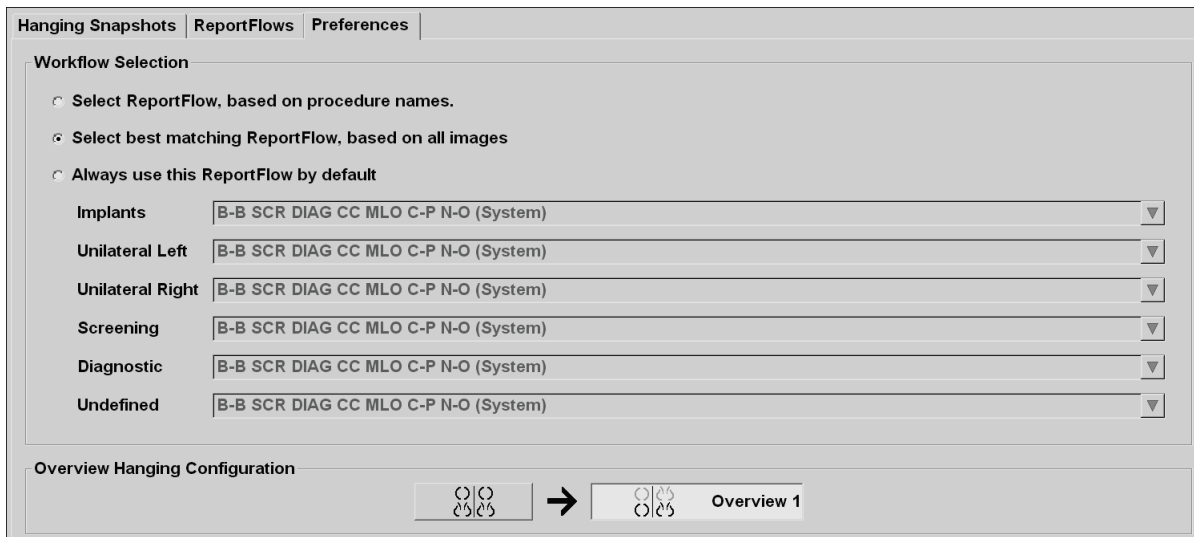 Hanging Snapshots ReportFlows Preferences
Workflow Selection
Select ReportFlow, based on procedure names.
Select best matching ReportFlow, based on all images
Always use this ReportFlow by default
Implants B-B SCR DIAG CC MLO C-P N-O (System)
Unilateral Left B-B SCR DIAG CC MLO C-P N-O (System)
Unilateral Right B-B SCR DIAG CC MLO C-P N-O (System)
Screening B-B SCR DIAG CC MLO C-P N-O (System)
Diagnostic B-B SCR DIAG CC MLO C-P N-O (System)
Undefined B-B SCR DIAG CC MLO C-P N-O (System)
Overview Hanging Configuration
Overview 1